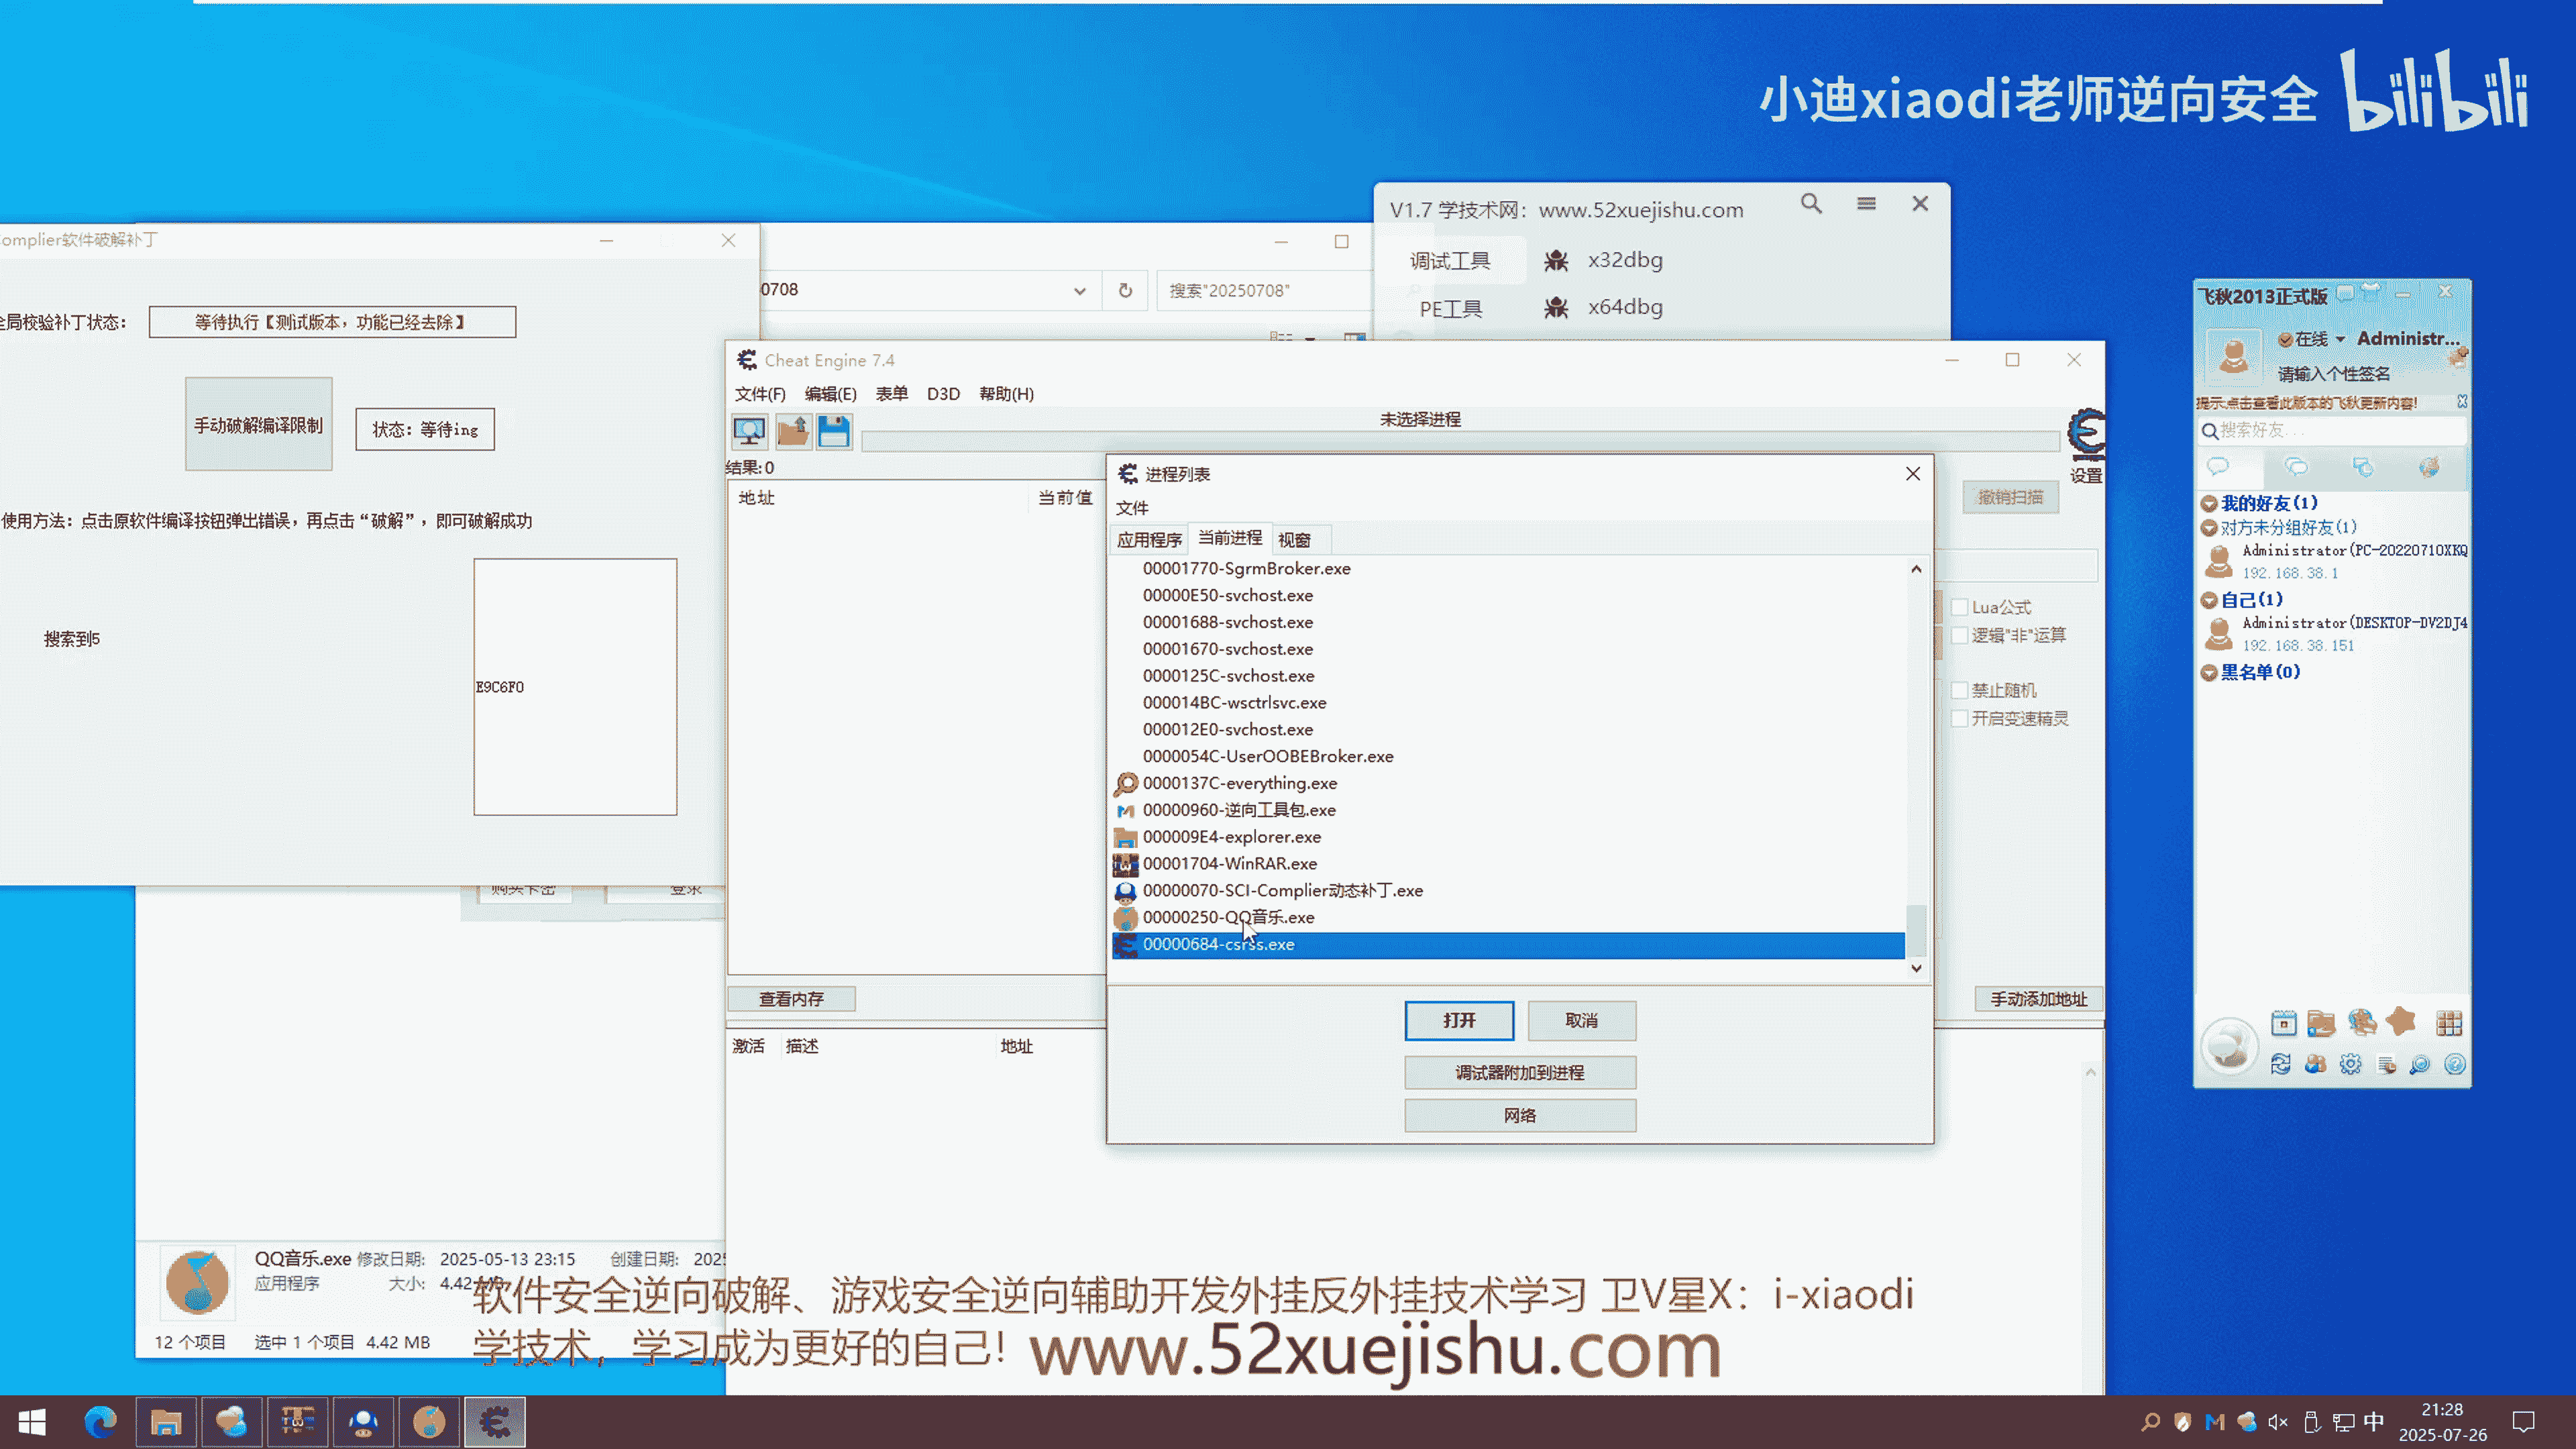 小迪xiaodi老师逆向安全 bilibili
V1.7 学技术网：www.52xuejishu.com
调试工具
x32dbg
PE工具
x64dbg
omplier软件破解补丁
局校验补丁状态：
等待执行【测试版本，功能已经去除】
手动破解编译限制
状态：等待ing
使用方法：点击原软件编译按钮弹出错误，再点击“破解”，即可破解成功
搜索到5
E9C6F0
0708
搜索"20250708"
登录
Cheat Engine 7.4
文件(F) 编辑(E) 表单 D3D 帮助(H)
未选择进程
结果:0
地址
当前值
设置
撤销扫描
Lua公式
逻辑"非"运算
禁止随机
开启变速精灵
查看内存
手动添加地址
激活 描述 地址
进程列表
文件
应用程序 当前进程 视窗
00001770-SgrmBroker.exe
00000E50-svchost.exe
00001688-svchost.exe
00001670-svchost.exe
0000125C-svchost.exe
000014BC-wsctrlsvc.exe
000012E0-svchost.exe
0000054C-UserOOBEBroker.exe
0000137C-everything.exe
00000960-逆向工具包.exe
000009E4-explorer.exe
00001704-WinRAR.exe
00000070-SCI-Complier动态补丁.exe
00000250-QQ音乐.exe
00000684-csrss.exe
打开
取消
调试器附加到进程
网络
飞秋2013正式版
在线 Administr...
请输入个性签名
提示:点击查看此版本的飞秋更新内容!
搜索好友...
我的好友(1)
对方未分组好友(1)
Administrator(PC-20220710XKQ
192.168.38.1
自己(1)
Administrator(DESKTOP-DV2DJ4
192.168.38.151
黑名单(0)
QQ音乐.exe 修改日期: 2025-05-13 23:15 创建日期: 202
应用程序 大小: 4.42
12 个项目 选中 1 个项目 4.42 MB
软件安全逆向破解、游戏安全逆向辅助开发外挂反外挂技术学习 卫V星X：i-xiaodi
学技术，学习成为更好的自己！www.52xuejishu.com
中
21:28
2025-07-26